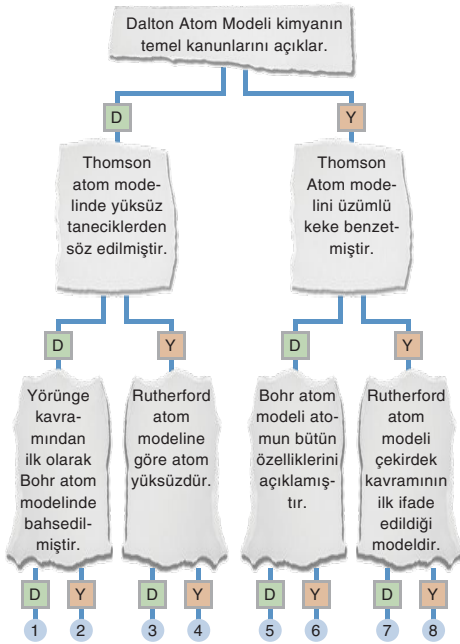 Dalton Atom Modeli kimyanın
temel kanunlarını açıklar.
D
Y
Thomson
atom mode-
linde yüksüz
taneciklerden
söz edilmiştir.
Thomson
Atom mode-
lini üzümlü
keke benzet-
miştir.
D
Y
D
Y
Yörünge
kavra-
mından
ilk olarak
Bohr atom
modelinde
bahsedil-
miştir.
Rutherford
atom
modeline
göre atom
yüksüzdür.
Bohr atom
modeli ato-
mun bütün
özelliklerini
açıklamış-
tır.
Rutherford
atom
modeli
çekirdek
kavramının
ilk ifade
edildiği
modeldir.
D
Y
D
Y
D
Y
D
Y
1
2
3
4
5
6
7
8